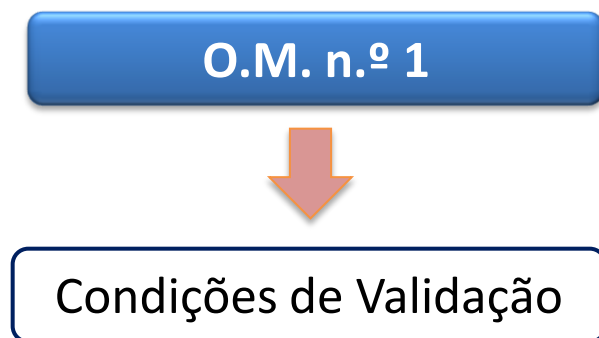 O.M. n.º 1
Condições de Validação